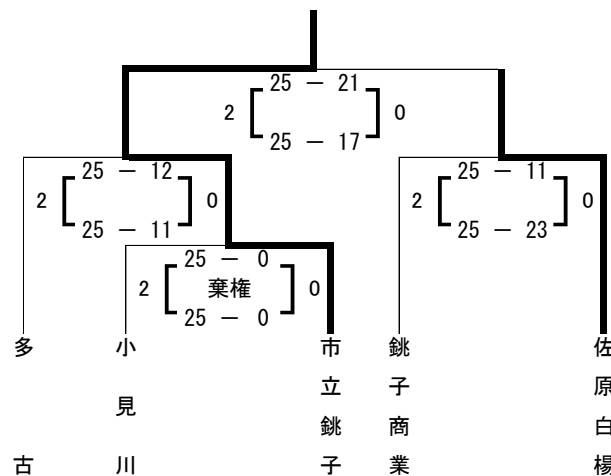 25 － 21
2 0
25 － 17
25 － 12
2 0
25 － 11
25 － 11
2 0
25 － 23
25 － 0
2 棄権 0
25 － 0
多古
小見川
市立銚子
銚子商業
佐原白楊